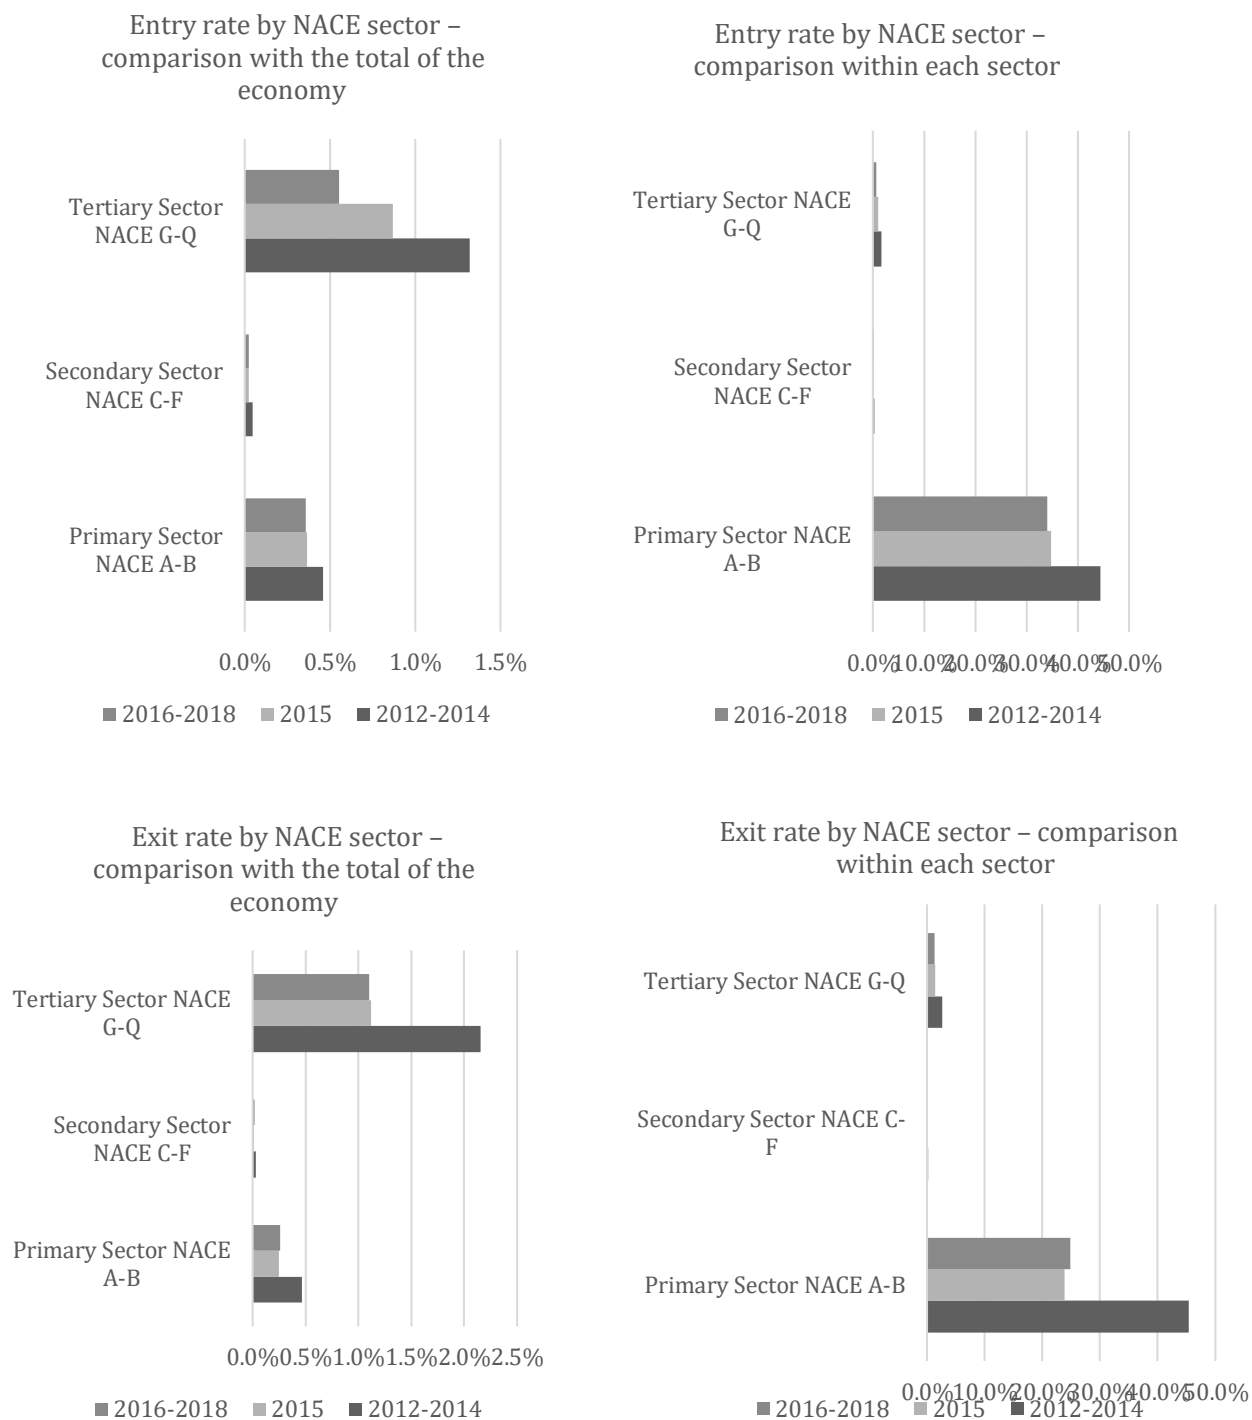 Entry rate by NACE sector –
comparison with the total of the
economy
Tertiary Sector
NACE G-Q
Secondary Sector
NACE C-F
Primary Sector
NACE A-B
0.0% 0.5% 1.0% 1.5%
2016-2018 2015 2012-2014
Entry rate by NACE sector –
comparison within each sector
Tertiary Sector NACE
G-Q
Secondary Sector
NACE C-F
Primary Sector NACE
A-B
0.0% 10.0% 20.0% 30.0% 40.0% 50.0%
2016-2018 2015 2012-2014
Exit rate by NACE sector –
comparison with the total of the
economy
Tertiary Sector NACE
G-Q
Secondary Sector
NACE C-F
Primary Sector NACE
A-B
0.0% 0.5% 1.0% 1.5% 2.0% 2.5%
2016-2018 2015 2012-2014
Exit rate by NACE sector – comparison
within each sector
Tertiary Sector NACE G-Q
Secondary Sector NACE C-
F
Primary Sector NACE A-B
0.0% 10.0% 20.0% 30.0% 40.0% 50.0%
2016-2018 2015 2012-2014